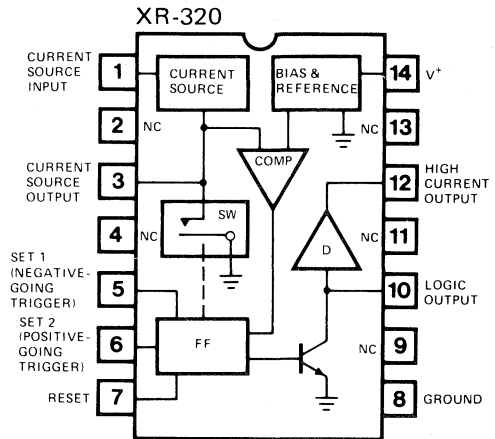 XR-320
CURRENT
SOURCE
INPUT
1
CURRENT
SOURCE
BIAS &
REFERENCE
14
V+
2
NC
NC
13
COMP
CURRENT
SOURCE
OUTPUT
3
12
HIGH
CURRENT
OUTPUT
SW
4
NC
D
NC
11
SET 1
(NEGATIVE-
GOING
TRIGGER)
5
10
LOGIC
OUTPUT
SET 2
(POSITIVE-
GOING
TRIGGER)
6
FF
NC
9
RESET
7
8
GROUND